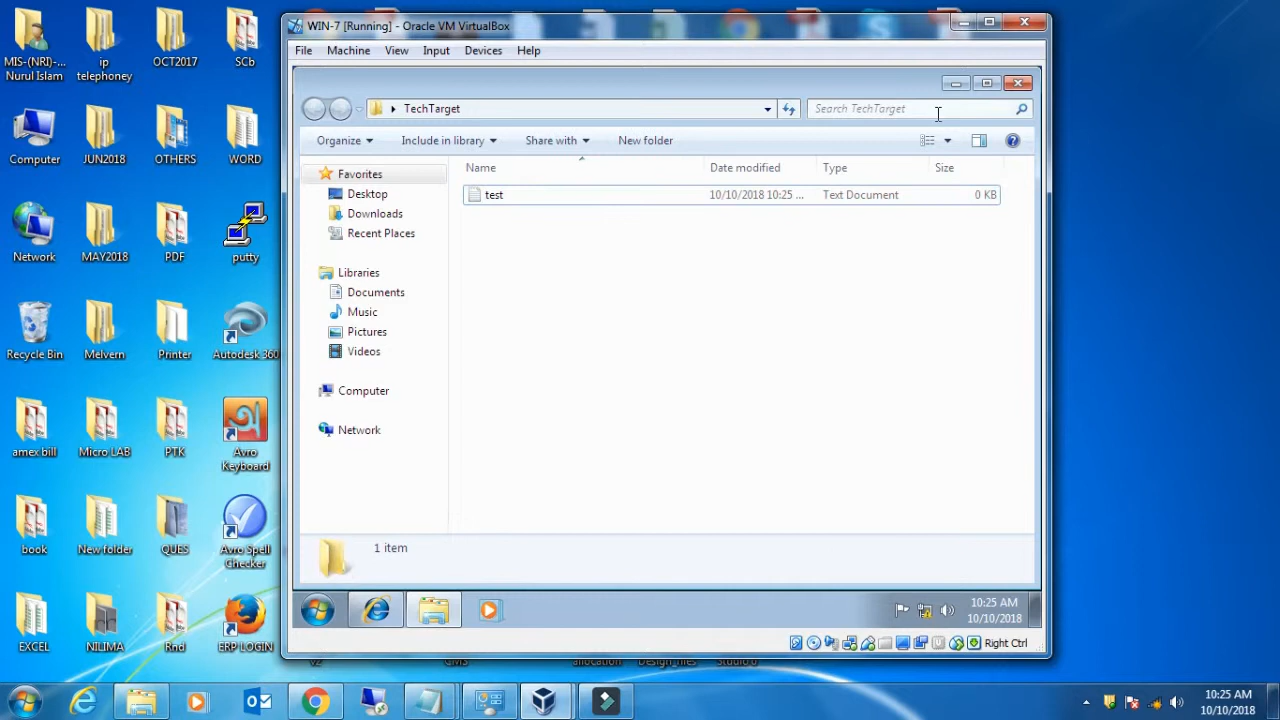 MIS-(NRI)-...
Nurul Islam
ip
telephoney
OCT2017
SCb
Computer
JUN2018
OTHERS
WORD
Network
MAY2018
PDF
putty
Recycle Bin
Melvern
Printer
Autodesk 360
amex bill
Micro LAB
PTK
Avro
Keyboard
book
New folder
QUES
Avro Spell
Checker
EXCEL
NILIMA
Rnd
ERP LOGIN
WIN-7 [Running] - Oracle VM VirtualBox
File Machine View Input Devices Help
TechTarget
Search TechTarget
Organize Include in library Share with New folder
Favorites
Desktop
Downloads
Recent Places
Libraries
Documents
Music
Pictures
Videos
Computer
Network
Name Date modified Type Size
test 10/10/2018 10:25 ... Text Document 0 KB
1 item
10:25 AM
10/10/2018
Right Ctrl
10:25 AM
10/10/2018